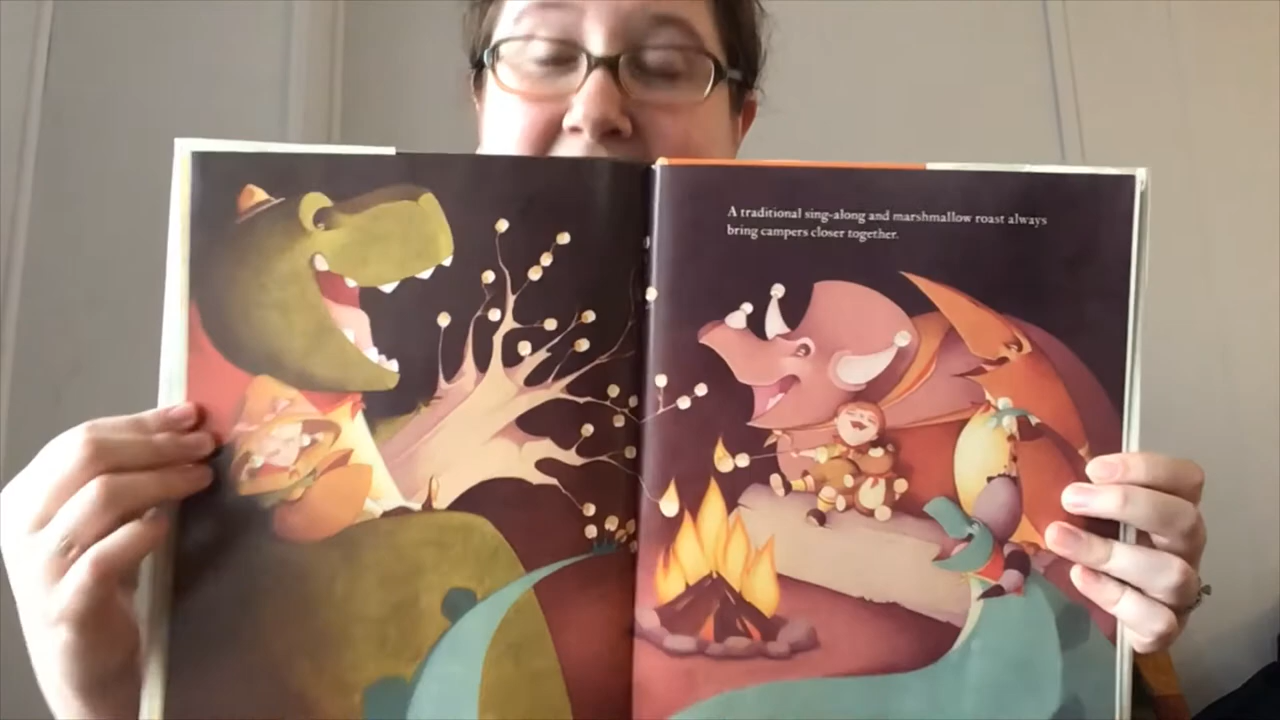 A traditional sing-along and marshmallow roast always
bring campers closer together.